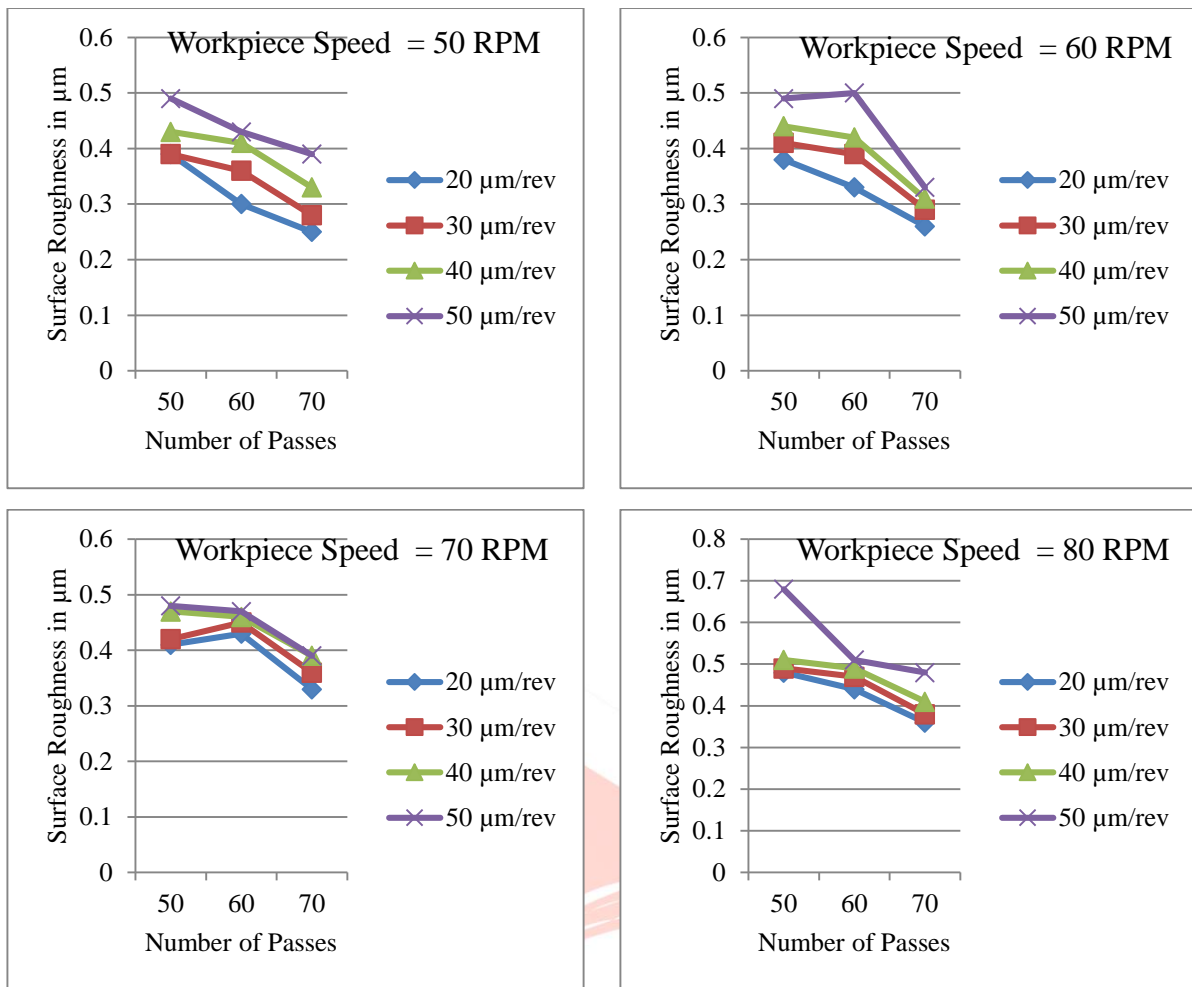 Workpiece Speed = 50 RPM
Surface Roughness in µm
0.6
0.5
0.4
0.3
0.2
0.1
0
50 60 70
Number of Passes
20 µm/rev
30 µm/rev
40 µm/rev
50 µm/rev
Workpiece Speed = 60 RPM
Surface Roughness in µm
0.6
0.5
0.4
0.3
0.2
0.1
0
50 60 70
Number of Passes
20 µm/rev
30 µm/rev
40 µm/rev
50 µm/rev
Workpiece Speed = 70 RPM
Surface Roughness in µm
0.6
0.5
0.4
0.3
0.2
0.1
0
50 60 70
Number of Passes
20 µm/rev
30 µm/rev
40 µm/rev
50 µm/rev
Workpiece Speed = 80 RPM
Surface Roughness in µm
0.8
0.7
0.6
0.5
0.4
0.3
0.2
0.1
0
50 60 70
Number of Passes
20 µm/rev
30 µm/rev
40 µm/rev
50 µm/rev